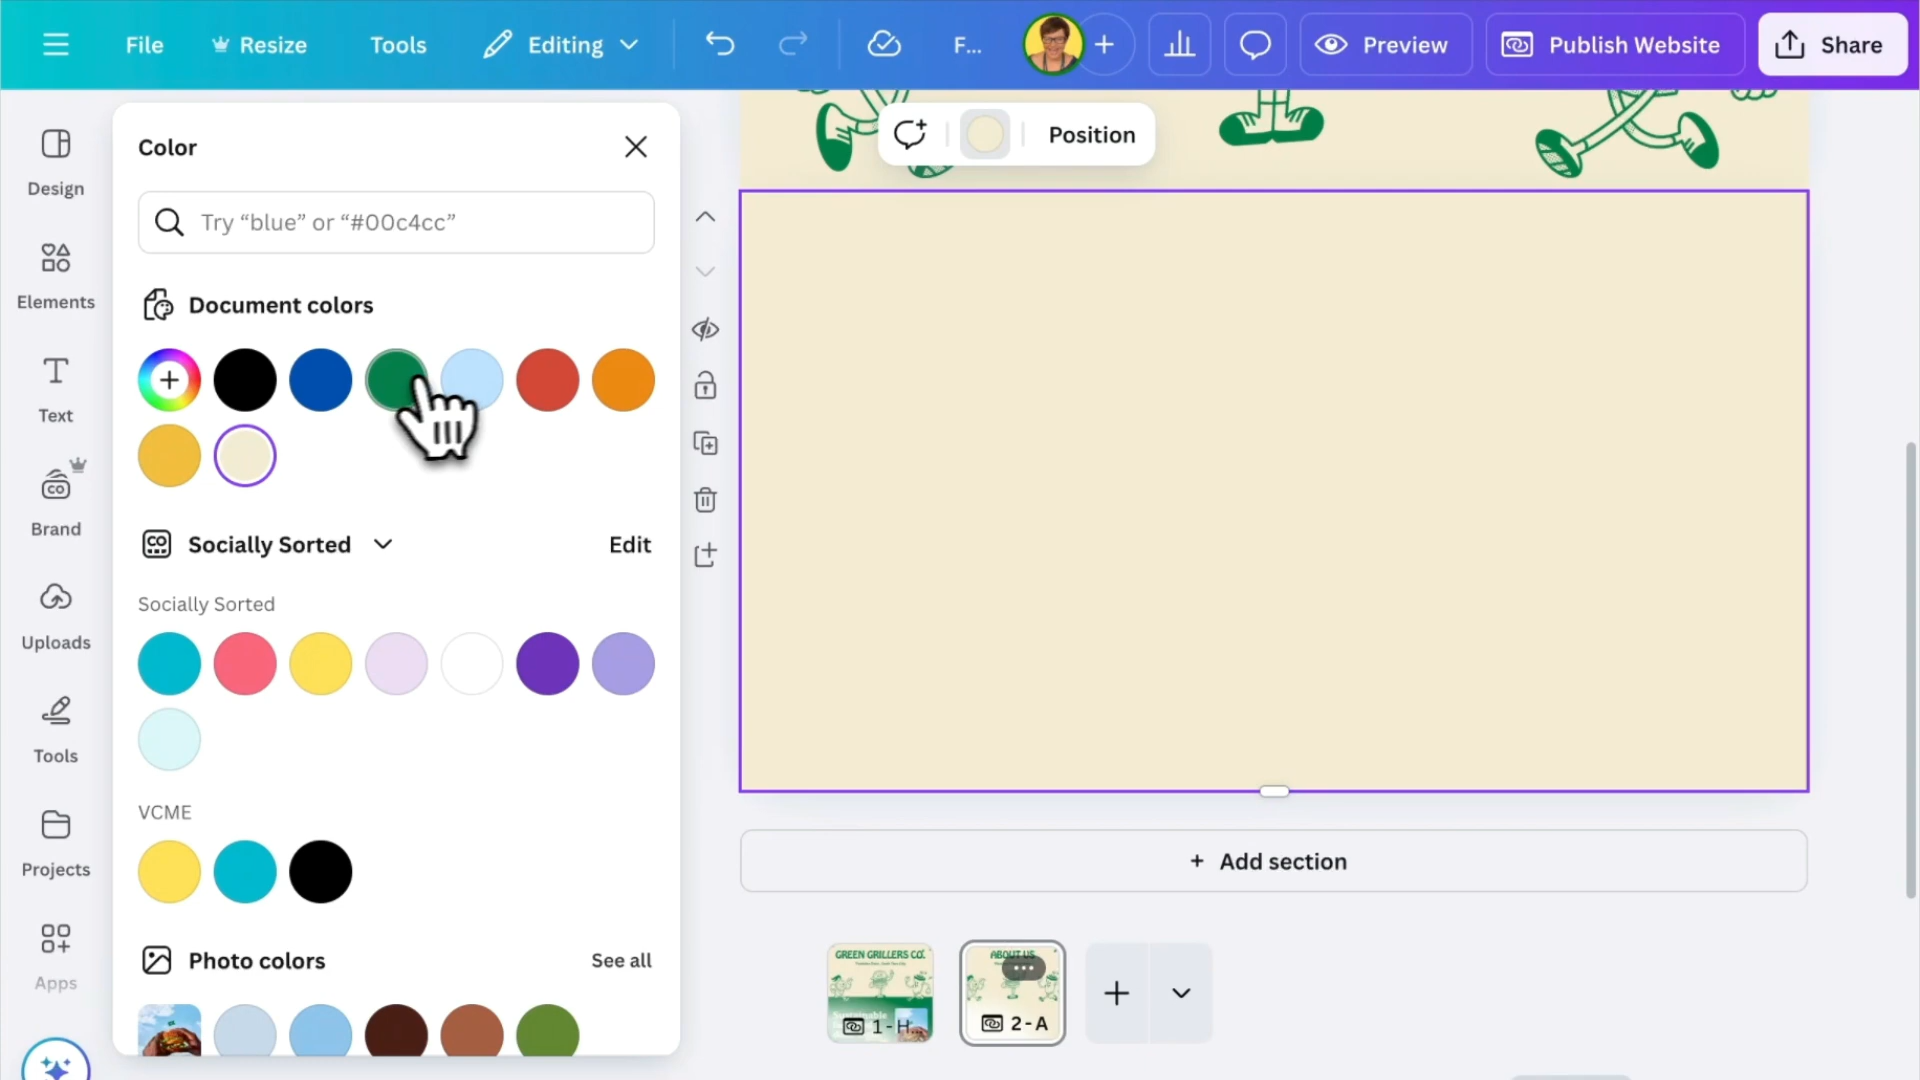 File
Resize
Tools
Editing
F...
Preview
Publish Website
Share
Design
Elements
Text
Brand
Uploads
Tools
Projects
Apps
Color
Try “blue” or “#00c4cc”
Document colors
Socially Sorted
Edit
Socially Sorted
VCME
Photo colors
See all
Position
+ Add section
GREEN GRILLERS CO.
Sustainable
1 - H
ABOUT US
2 - A